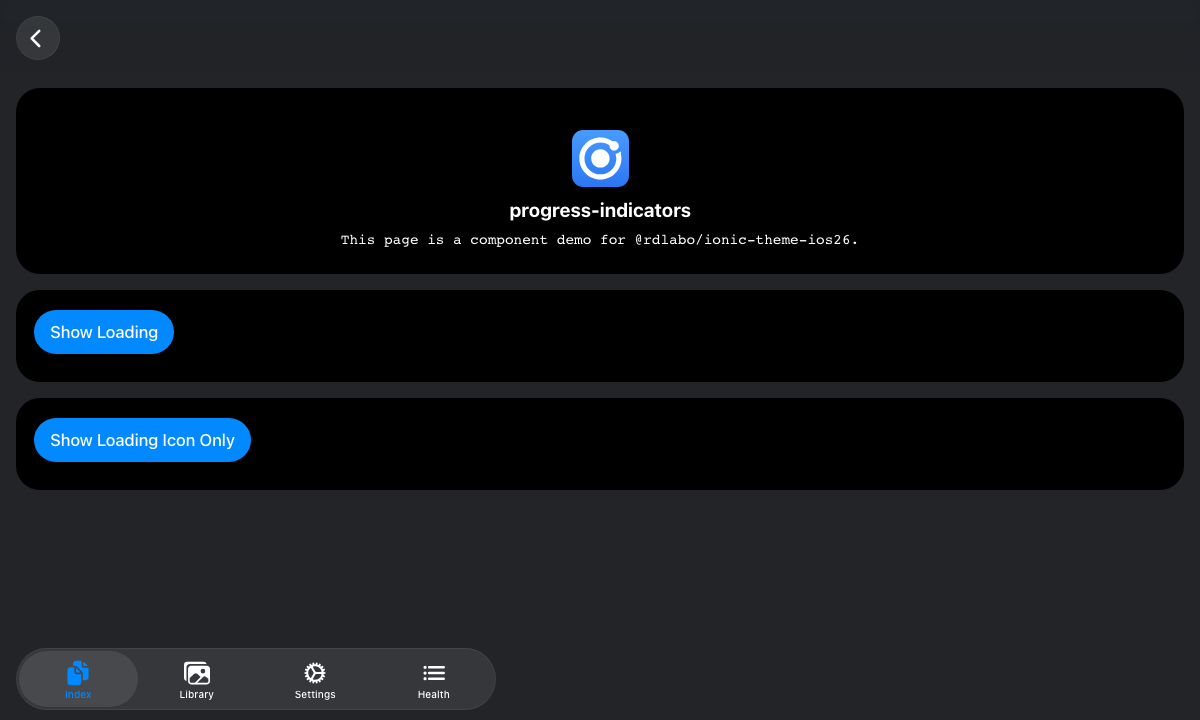 progress-indicators
This page is a component demo for @rdlabo/ionic-theme-ios26.
Show Loading
Show Loading Icon Only
Index
Library
Settings
Health